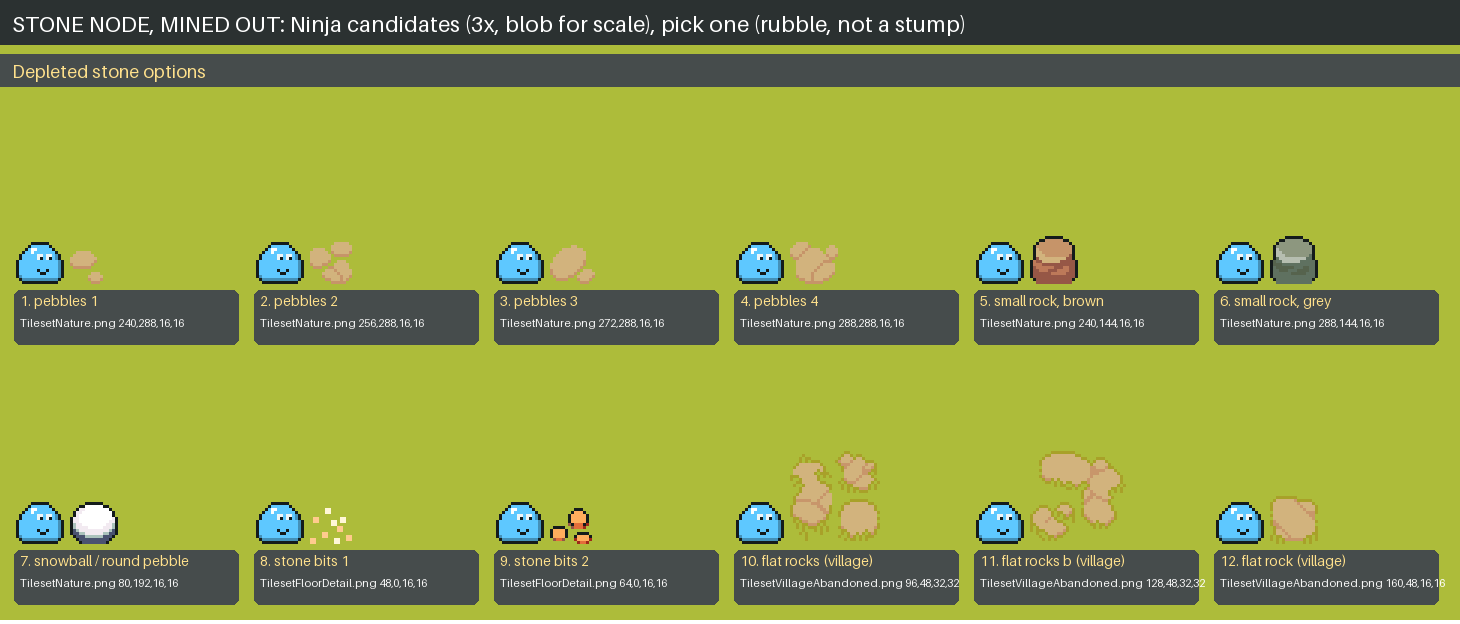 STONE NODE, MINED OUT: Ninja candidates (3x, blob for scale), pick one (rubble, not a stump)
Depleted stone options
1. pebbles 1
TilesetNature.png 240,288,16,16
2. pebbles 2
TilesetNature.png 256,288,16,16
3. pebbles 3
TilesetNature.png 272,288,16,16
4. pebbles 4
TilesetNature.png 288,288,16,16
5. small rock, brown
TilesetNature.png 240,144,16,16
6. small rock, grey
TilesetNature.png 288,144,16,16
7. snowball / round pebble
TilesetNature.png 80,192,16,16
8. stone bits 1
TilesetFloorDetail.png 48,0,16,16
9. stone bits 2
TilesetFloorDetail.png 64,0,16,16
10. flat rocks (village)
TilesetVillageAbandoned.png 96,48,32,32
11. flat rocks b (village)
TilesetVillageAbandoned.png 128,48,32,32
12. flat rock (village)
TilesetVillageAbandoned.png 160,48,16,16